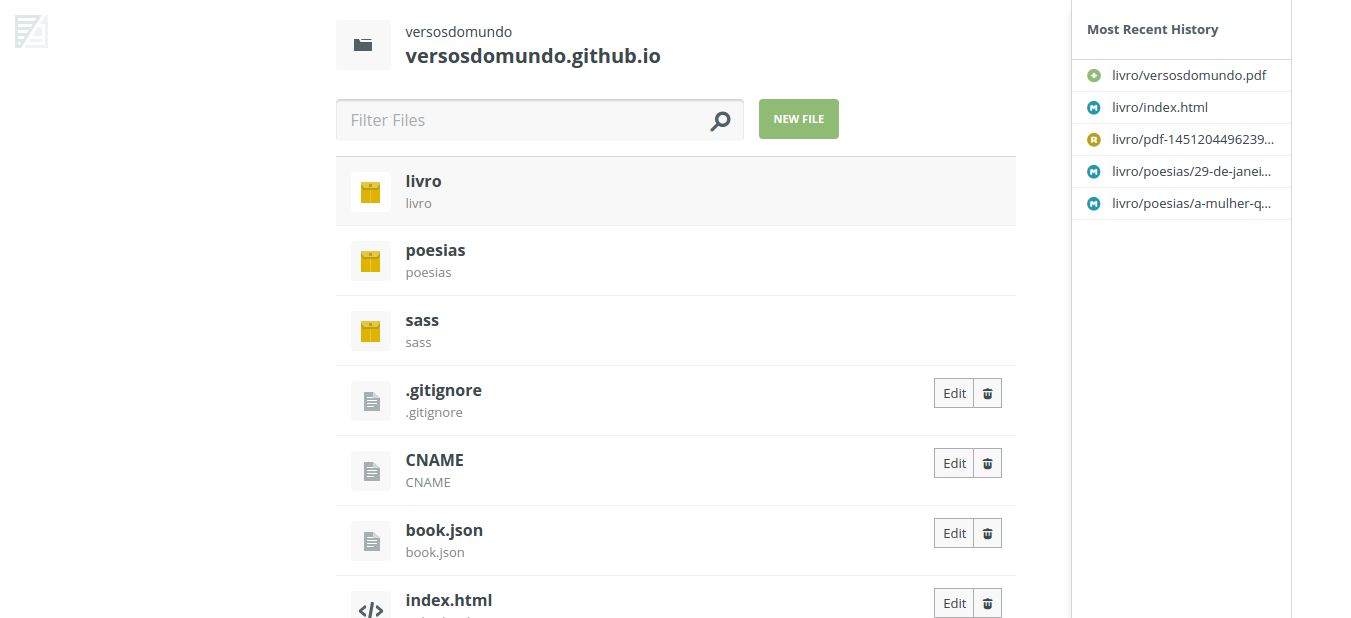 versosdomundo
versosdomundo.github.io
Filter Files
NEW FILE
livro
livro
poesias
poesias
sass
sass
.gitignore
.gitignore
Edit
CNAME
CNAME
Edit
book.json
book.json
Edit
index.html
Edit
Most Recent History
livro/versosdomundo.pdf
M livro/index.html
R livro/pdf-1451204496239...
M livro/poesias/29-de-janei...
M livro/poesias/a-mulher-q...